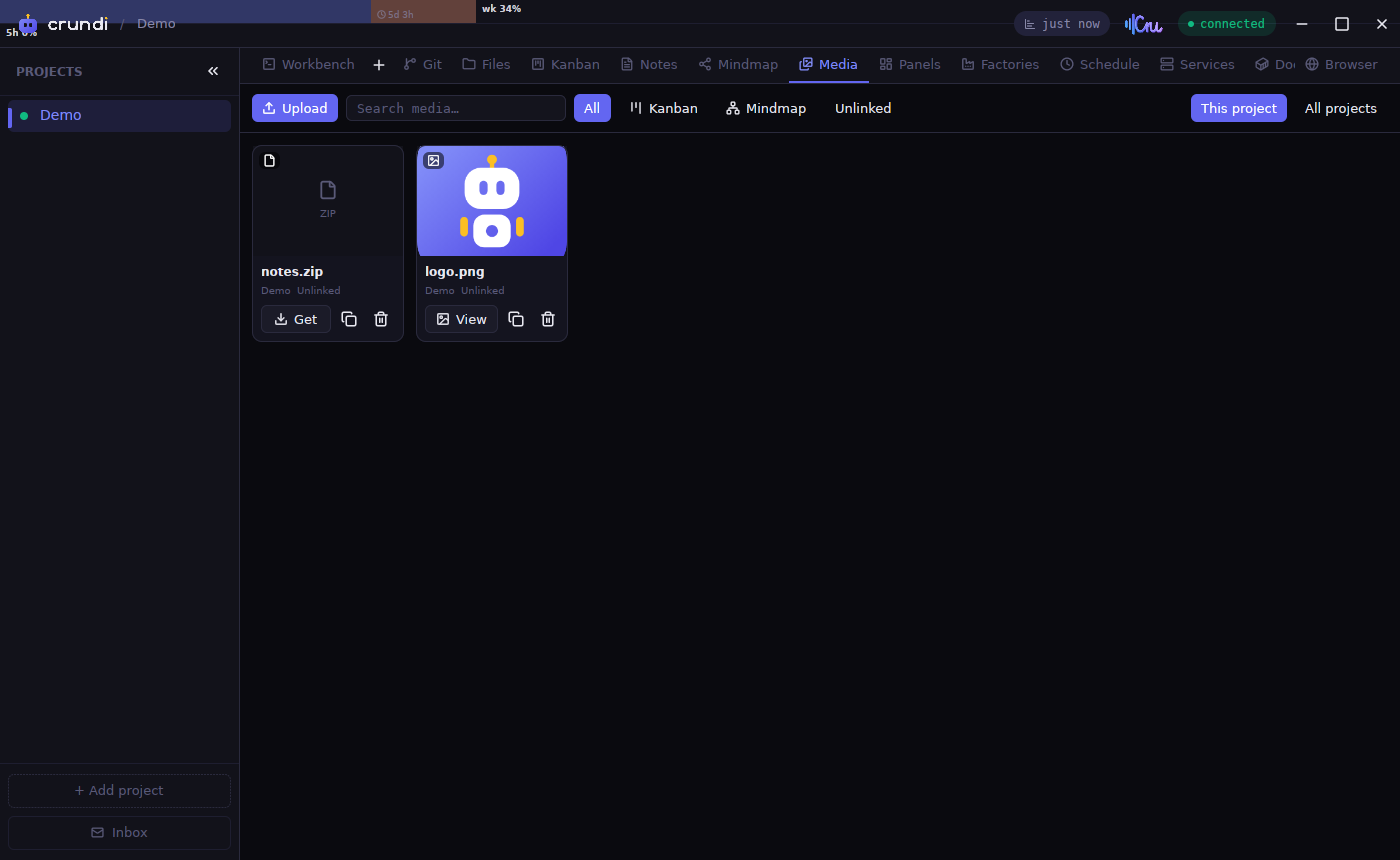 5d 3h
wk 34%
crundi / Demo
just now
Cru
connected
PROJECTS
Workbench
Git
Files
Kanban
Notes
Mindmap
Media
Panels
Factories
Schedule
Services
Browser
Demo
Upload
Search media…
All
Kanban
Mindmap
Unlinked
This project
All projects
ZIP
notes.zip
Demo Unlinked
Get
logo.png
Demo Unlinked
View
+ Add project
Inbox